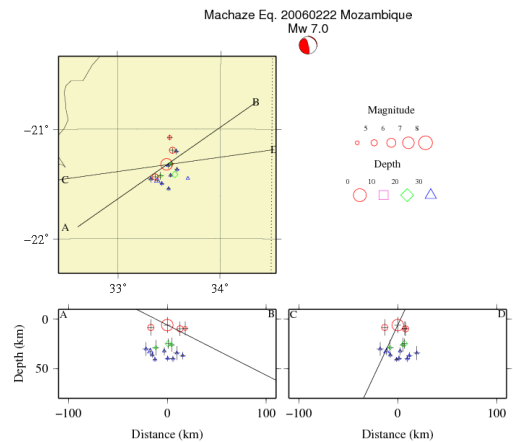 Machaze Eq. 20060222 Mozambique
Mw 7.0
B
-21°
D
C
A
-22°
33°
34°
Magnitude
5 6 7 8
Depth
0 10 20 30
A B
C D
0
50
Depth (km)
-100 0 100
-100 0 100
Distance (km)
Distance (km)